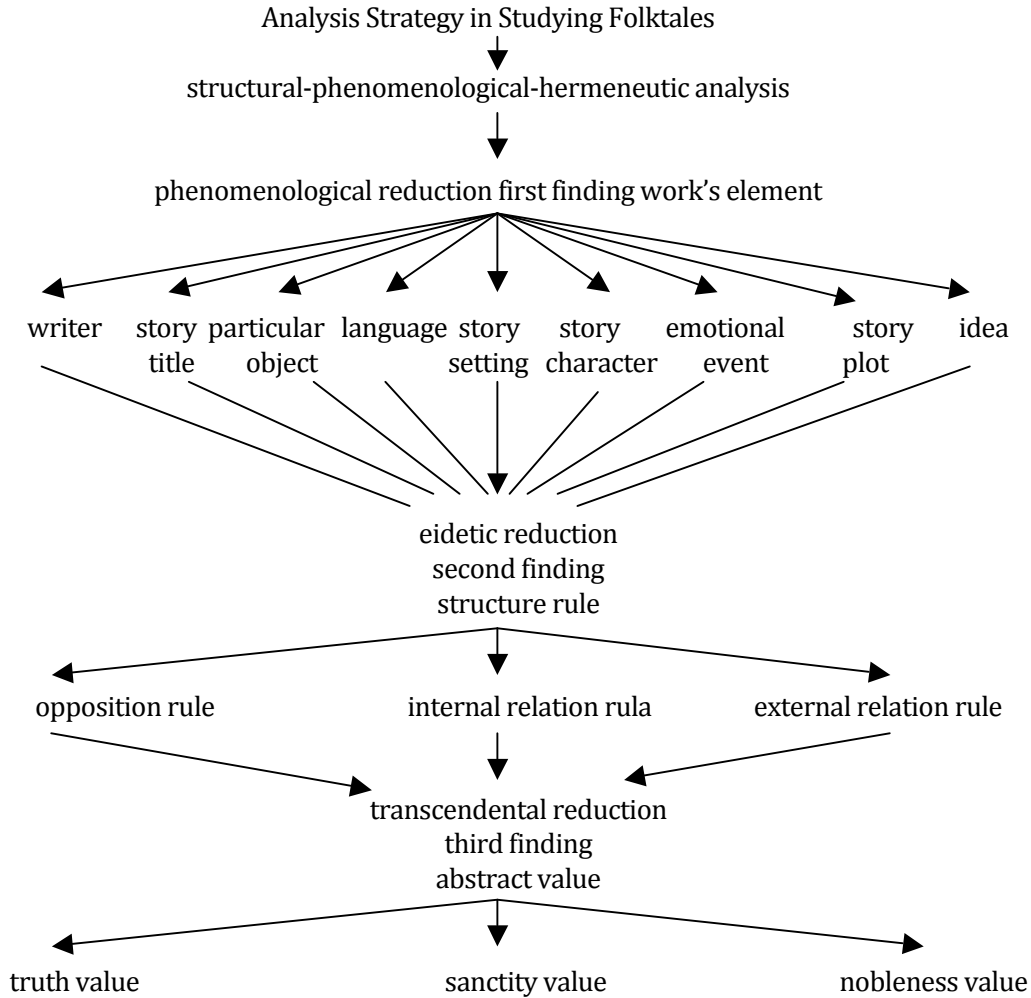 Analysis Strategy in Studying Folktales
structural-phenomenological-hermeneutic analysis
phenomenological reduction first finding work's element
writer story particular language story story emotional story idea
title object setting character event plot
eidetic reduction
second finding
structure rule
opposition rule internal relation rula external relation rule
transcendental reduction
third finding
abstract value
truth value sanctity value nobleness value